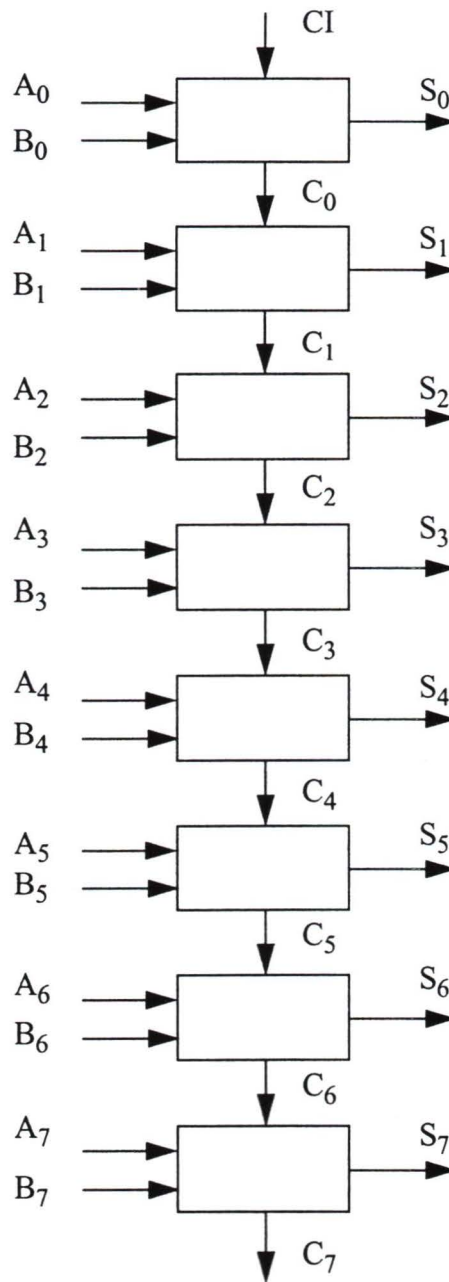 CI
A₀ S₀
B₀
C₀
A₁ S₁
B₁
C₁
A₂ S₂
B₂
C₂
A₃ S₃
B₃
C₃
A₄ S₄
B₄
C₄
A₅ S₅
B₅
C₅
A₆ S₆
B₆
C₆
A₇ S₇
B₇
C₇